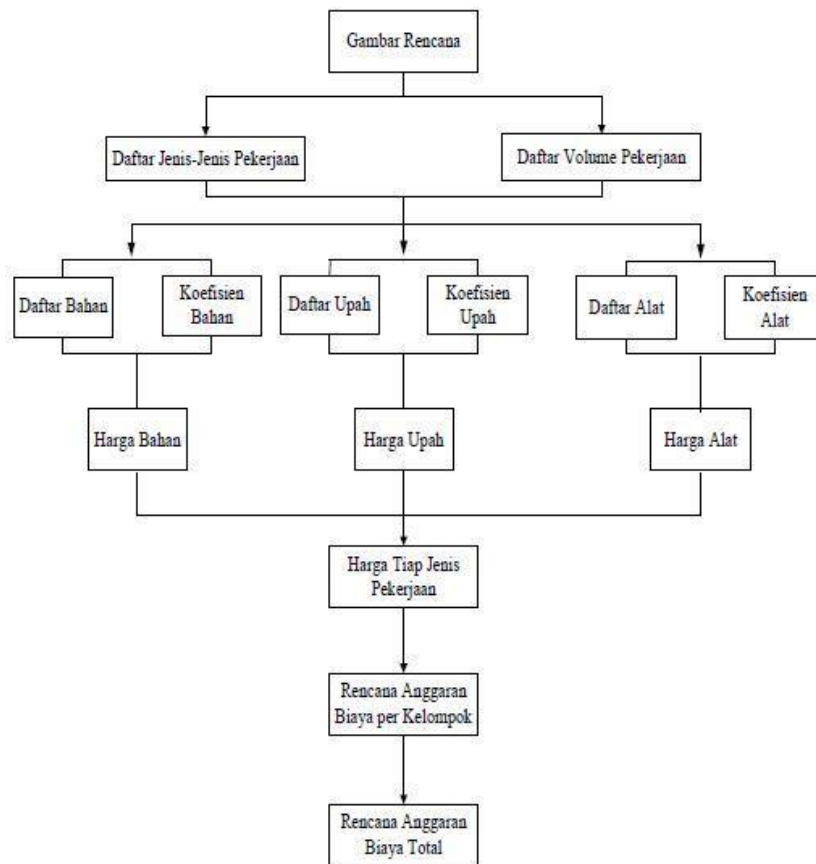 Gambar Rencana
Daftar Jenis-Jenis Pekerjaan
Daftar Volume Pekerjaan
Daftar Bahan
Koefisien
Bahan
Daftar Upah
Koefisien
Upah
Daftar Alat
Koefisien
Alat
Harga Bahan
Harga Upah
Harga Alat
Harga Tiap Jenis
Pekerjaan
Rencana Anggaran
Biaya per Kelompok
Rencana Anggaran
Biaya Total